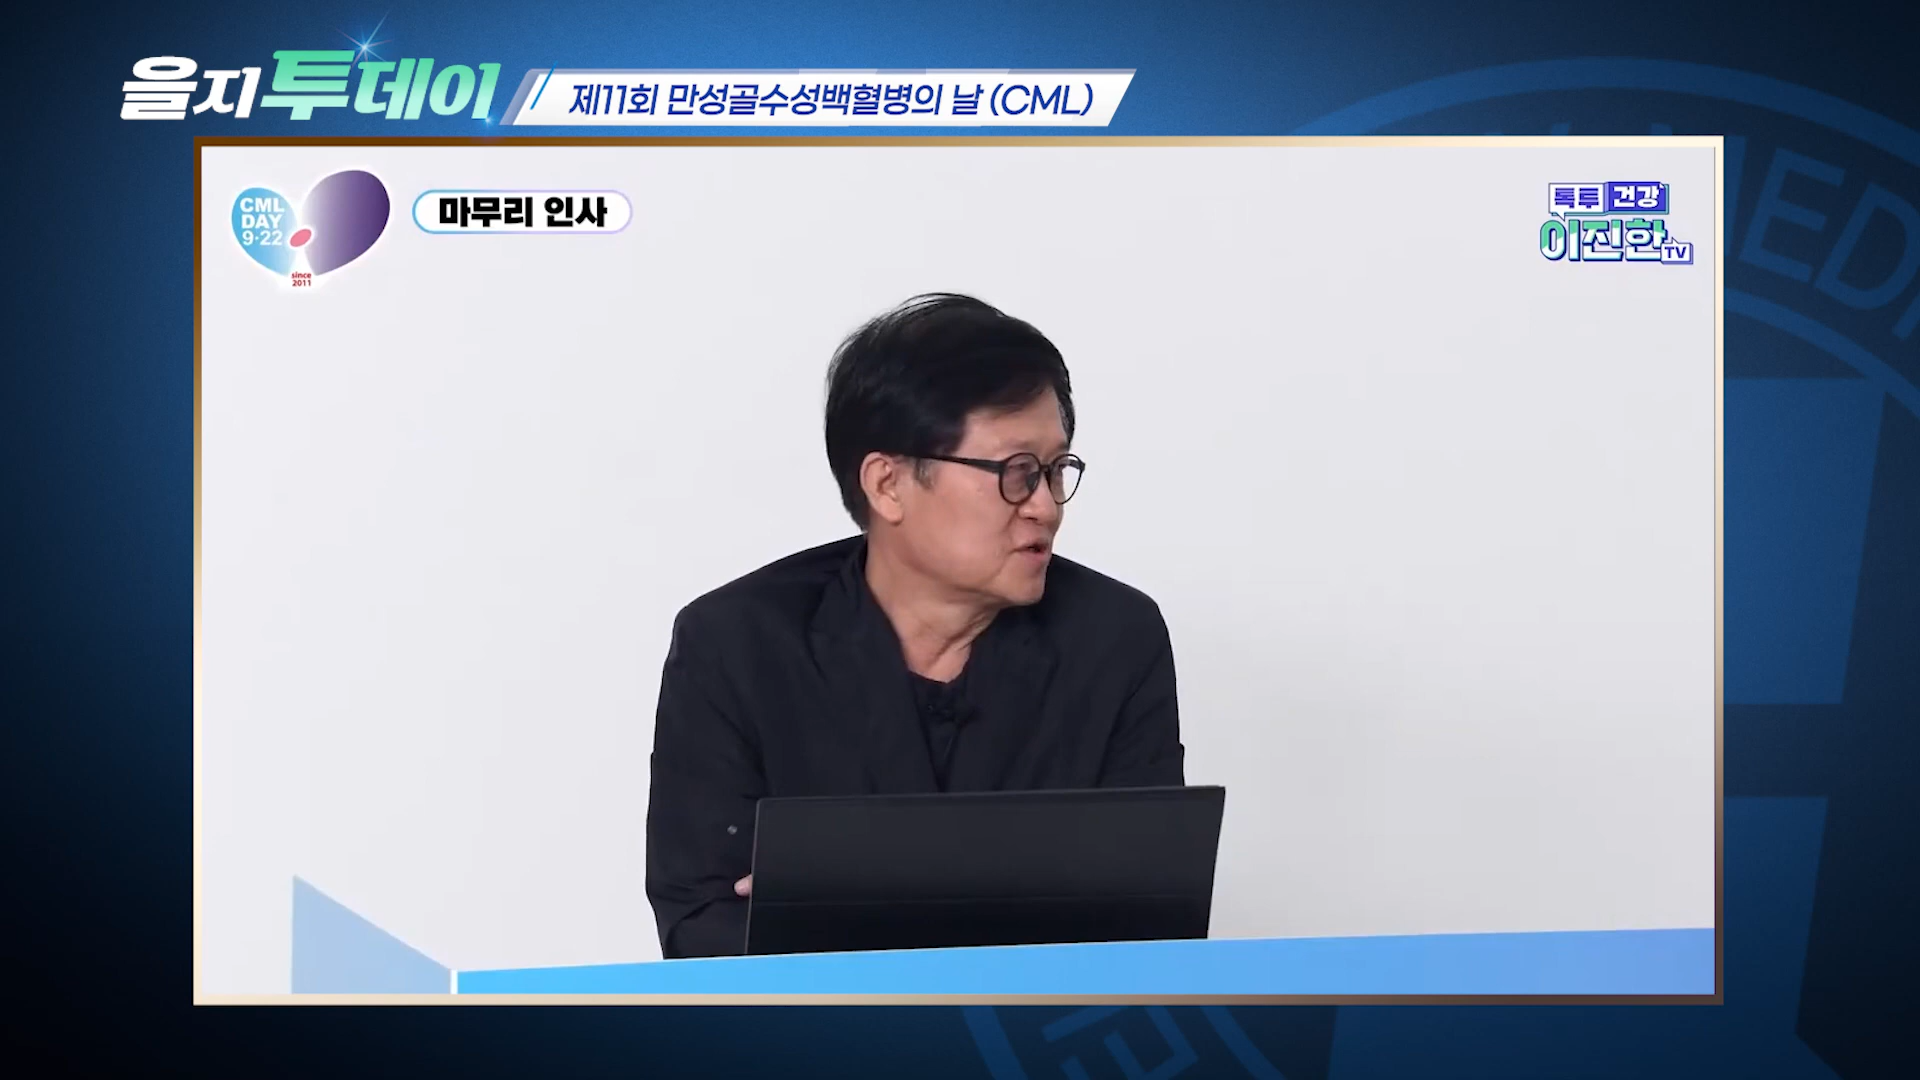 을지투데이
제11회 만성골수성백혈병의 날 (CML)
CML
DAY
9·22
since
2011
마무리 인사
톡투건강
이진한TV
MEDI